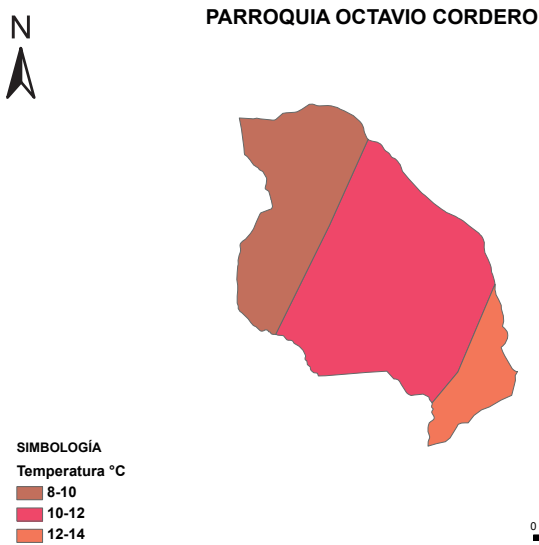 PARROQUIA OCTAVIO CORDERO
N
SIMBOLOGÍA
Temperatura °C
8-10
10-12
12-14
0